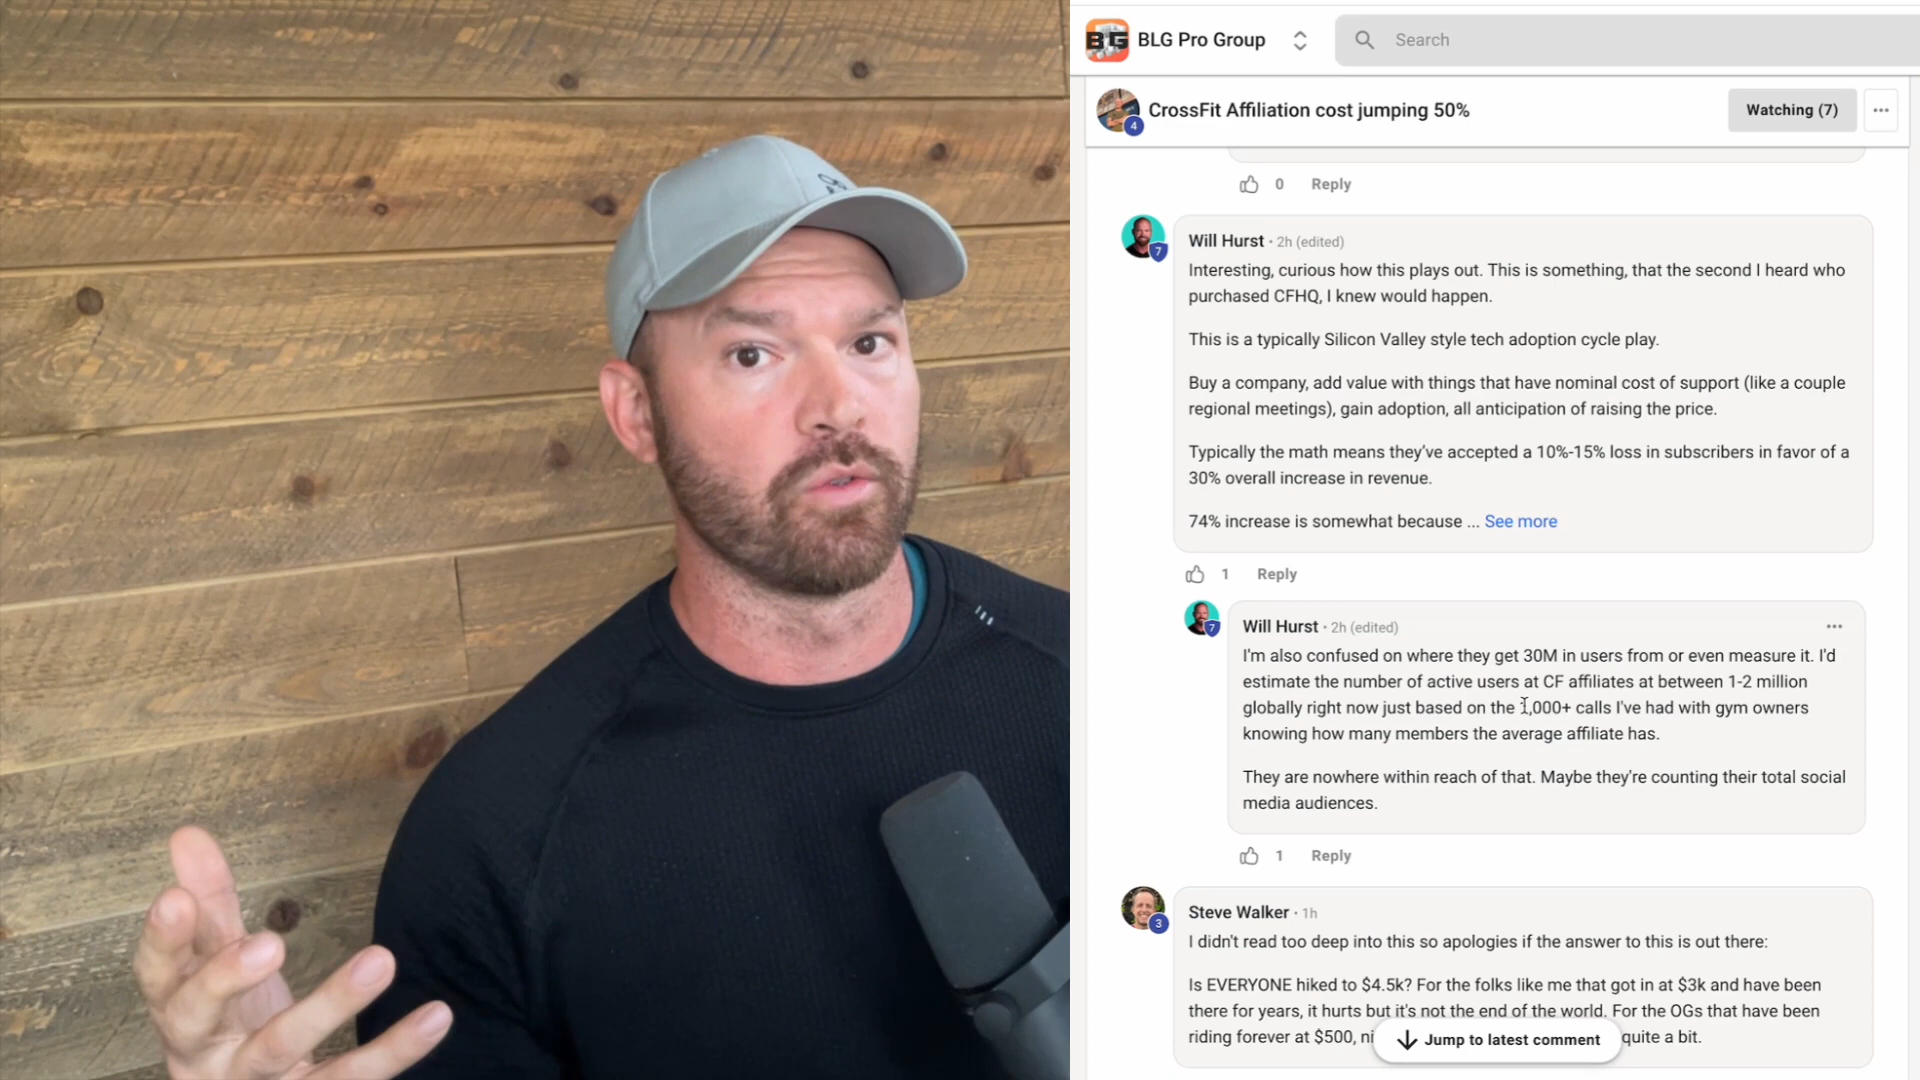 BG
BLG Pro Group
Search
CrossFit Affiliation cost jumping 50%
Watching (7)
4
0 Reply
7
Will Hurst · 2h (edited)
Interesting, curious how this plays out. This is something, that the second I heard who
purchased CFHQ, I knew would happen.
This is a typically Silicon Valley style tech adoption cycle play.
Buy a company, add value with things that have nominal cost of support (like a couple
regional meetings), gain adoption, all anticipation of raising the price.
Typically the math means they've accepted a 10%-15% loss in subscribers in favor of a
30% overall increase in revenue.
74% increase is somewhat because ... See more
1 Reply
7
Will Hurst · 2h (edited)
I'm also confused on where they get 30M in users from or even measure it. I'd
estimate the number of active users at CF affiliates at between 1-2 million
globally right now just based on the 1,000+ calls I've had with gym owners
knowing how many members the average affiliate has.
They are nowhere within reach of that. Maybe they're counting their total social
media audiences.
1 Reply
3
Steve Walker · 1h
I didn't read too deep into this so apologies if the answer to this is out there:
Is EVERYONE hiked to $4.5k? For the folks like me that got in at $3k and have been
there for years, it hurts but it's not the end of the world. For the OGs that have been
riding forever at $500, quite a bit.
Jump to latest comment